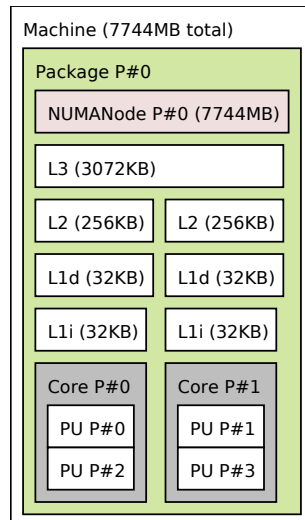 Machine (7744MB total)
Package P#0
NUMANode P#0 (7744MB)
L3 (3072KB)
L2 (256KB) L2 (256KB)
L1d (32KB) L1d (32KB)
L1i (32KB) L1i (32KB)
Core P#0 Core P#1
PU P#0 PU P#1
PU P#2 PU P#3